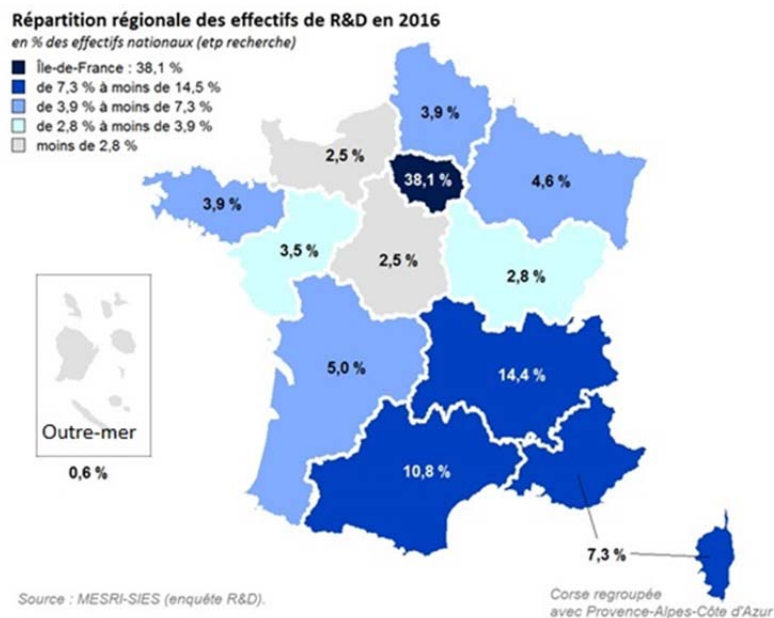 Répartition régionale des effectifs de R&D en 2016
en % des effectifs nationaux (etp recherche)
Île-de-France : 38,1 %
de 7,3 % à moins de 14,5 %
de 3,9 % à moins de 7,3 %
de 2,8 % à moins de 3,9 %
moins de 2,8 %
3,9 %
2,5 %
38,1 %
4,6 %
3,9 %
3,5 %
2,5 %
2,8 %
5,0 %
14,4 %
Outre-mer
0,6 %
10,8 %
7,3 %
Source : MESRI-SIES (enquête R&D).
Corse regroupée
avec Provence-Alpes-Côte d'Azur